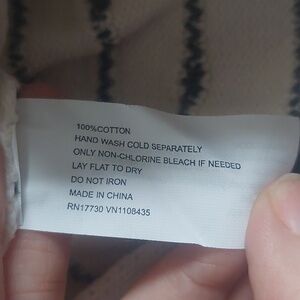 100%COTTON
HAND WASH COLD SEPARATELY
ONLY NON-CHLORINE BLEACH IF NEEDED
LAY FLAT TO DRY
DO NOT IRON
MADE IN CHINA
RN17730 VN1108435